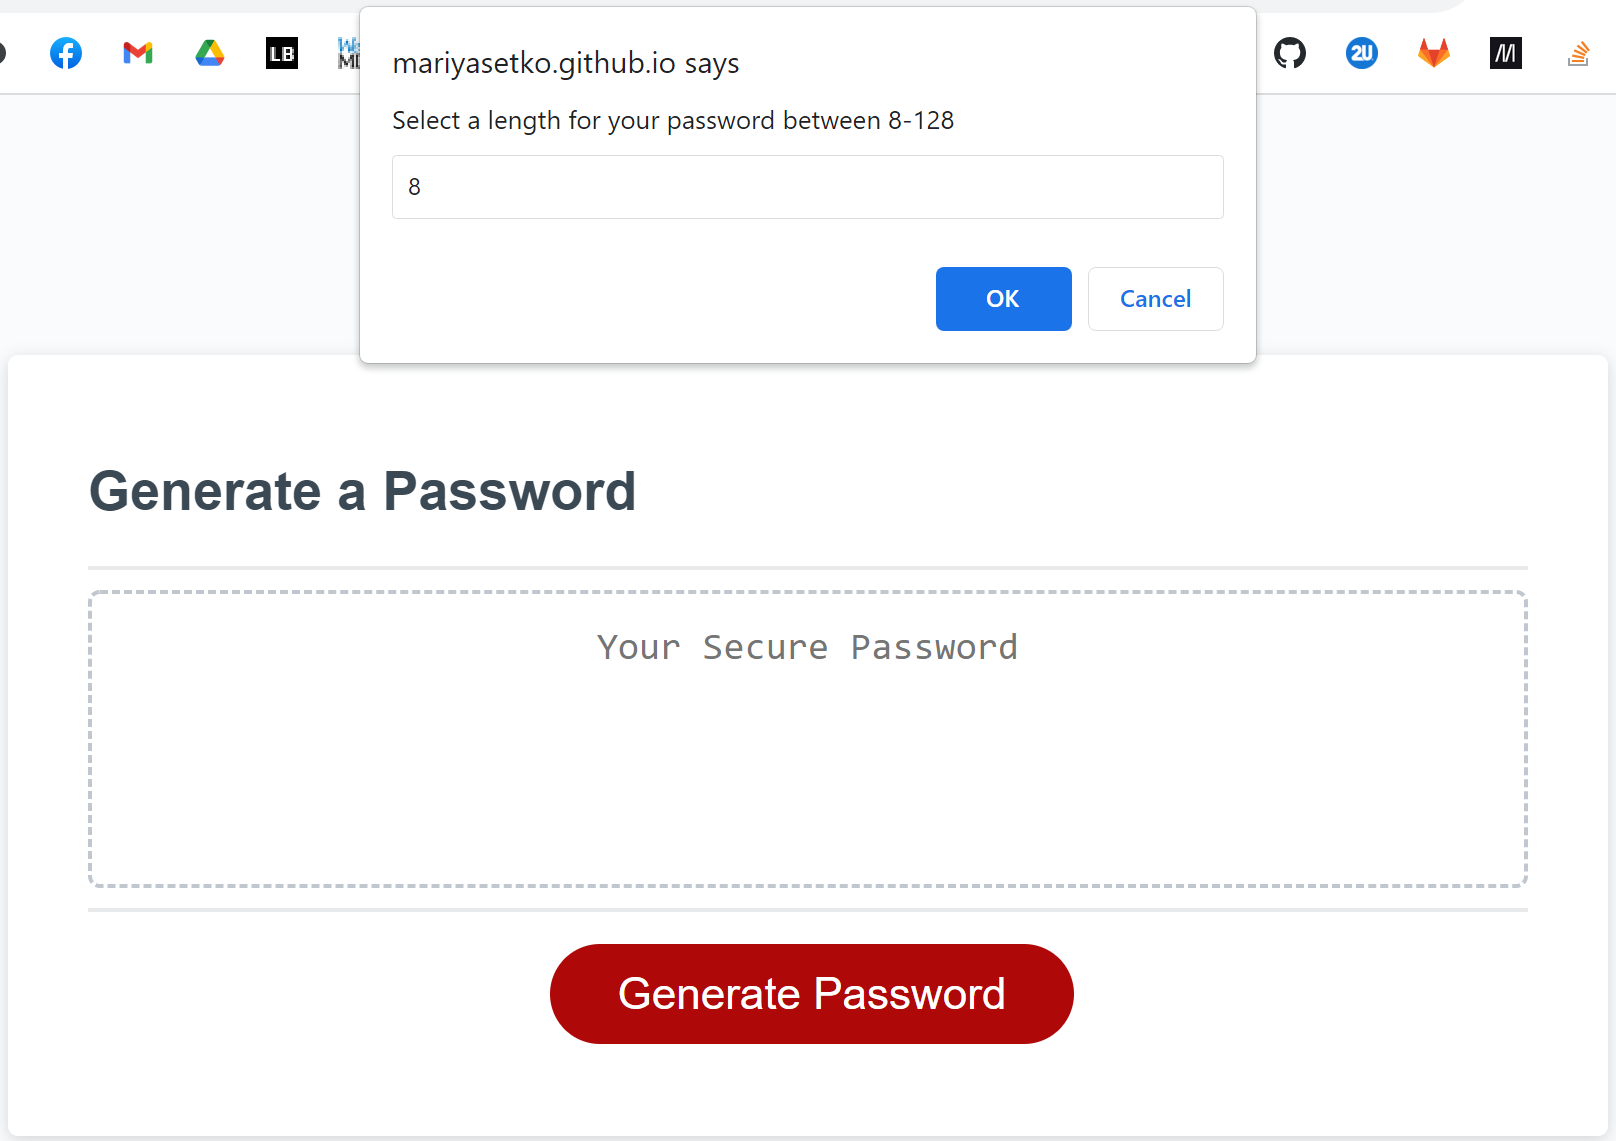 LB
2U
mariyasetko.github.io says
Select a length for your password between 8-128
8
OK
Cancel
Generate a Password
Your Secure Password
Generate Password